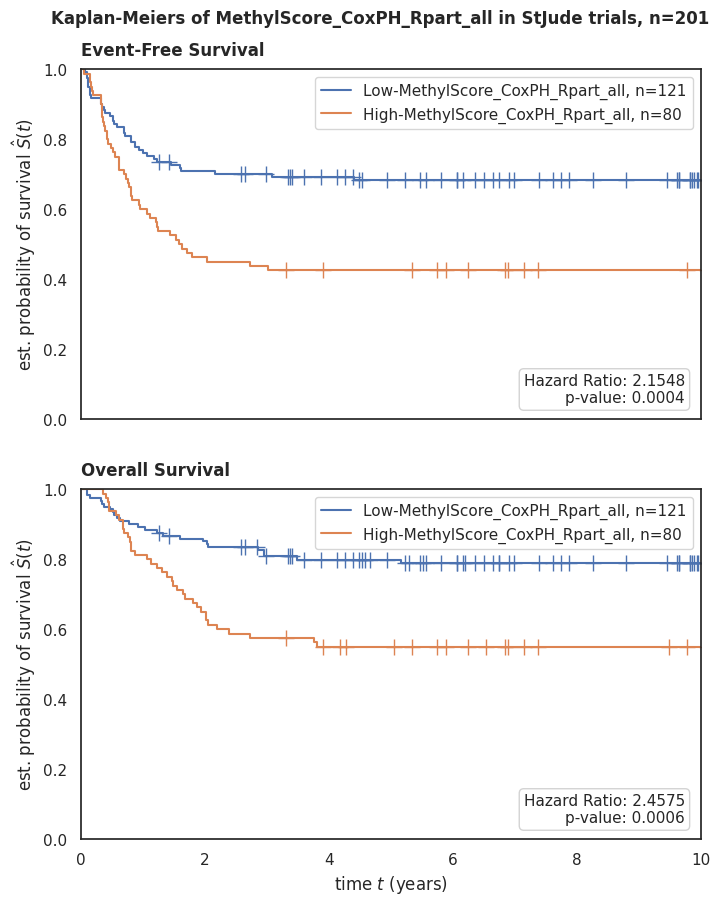 Kaplan-Meiers of MethylScore_CoxPH_Rpart_all in StJude trials, n=201
Event-Free Survival
1.0
0.8
0.6
0.4
0.2
0.0
est. probability of survival Ŝ(t)
Low-MethylScore_CoxPH_Rpart_all, n=121
High-MethylScore_CoxPH_Rpart_all, n=80
Hazard Ratio: 2.1548
p-value: 0.0004
Overall Survival
1.0
0.8
0.6
0.4
0.2
0.0
est. probability of survival Ŝ(t)
Low-MethylScore_CoxPH_Rpart_all, n=121
High-MethylScore_CoxPH_Rpart_all, n=80
Hazard Ratio: 2.4575
p-value: 0.0006
0 2 4 6 8 10
time t (years)